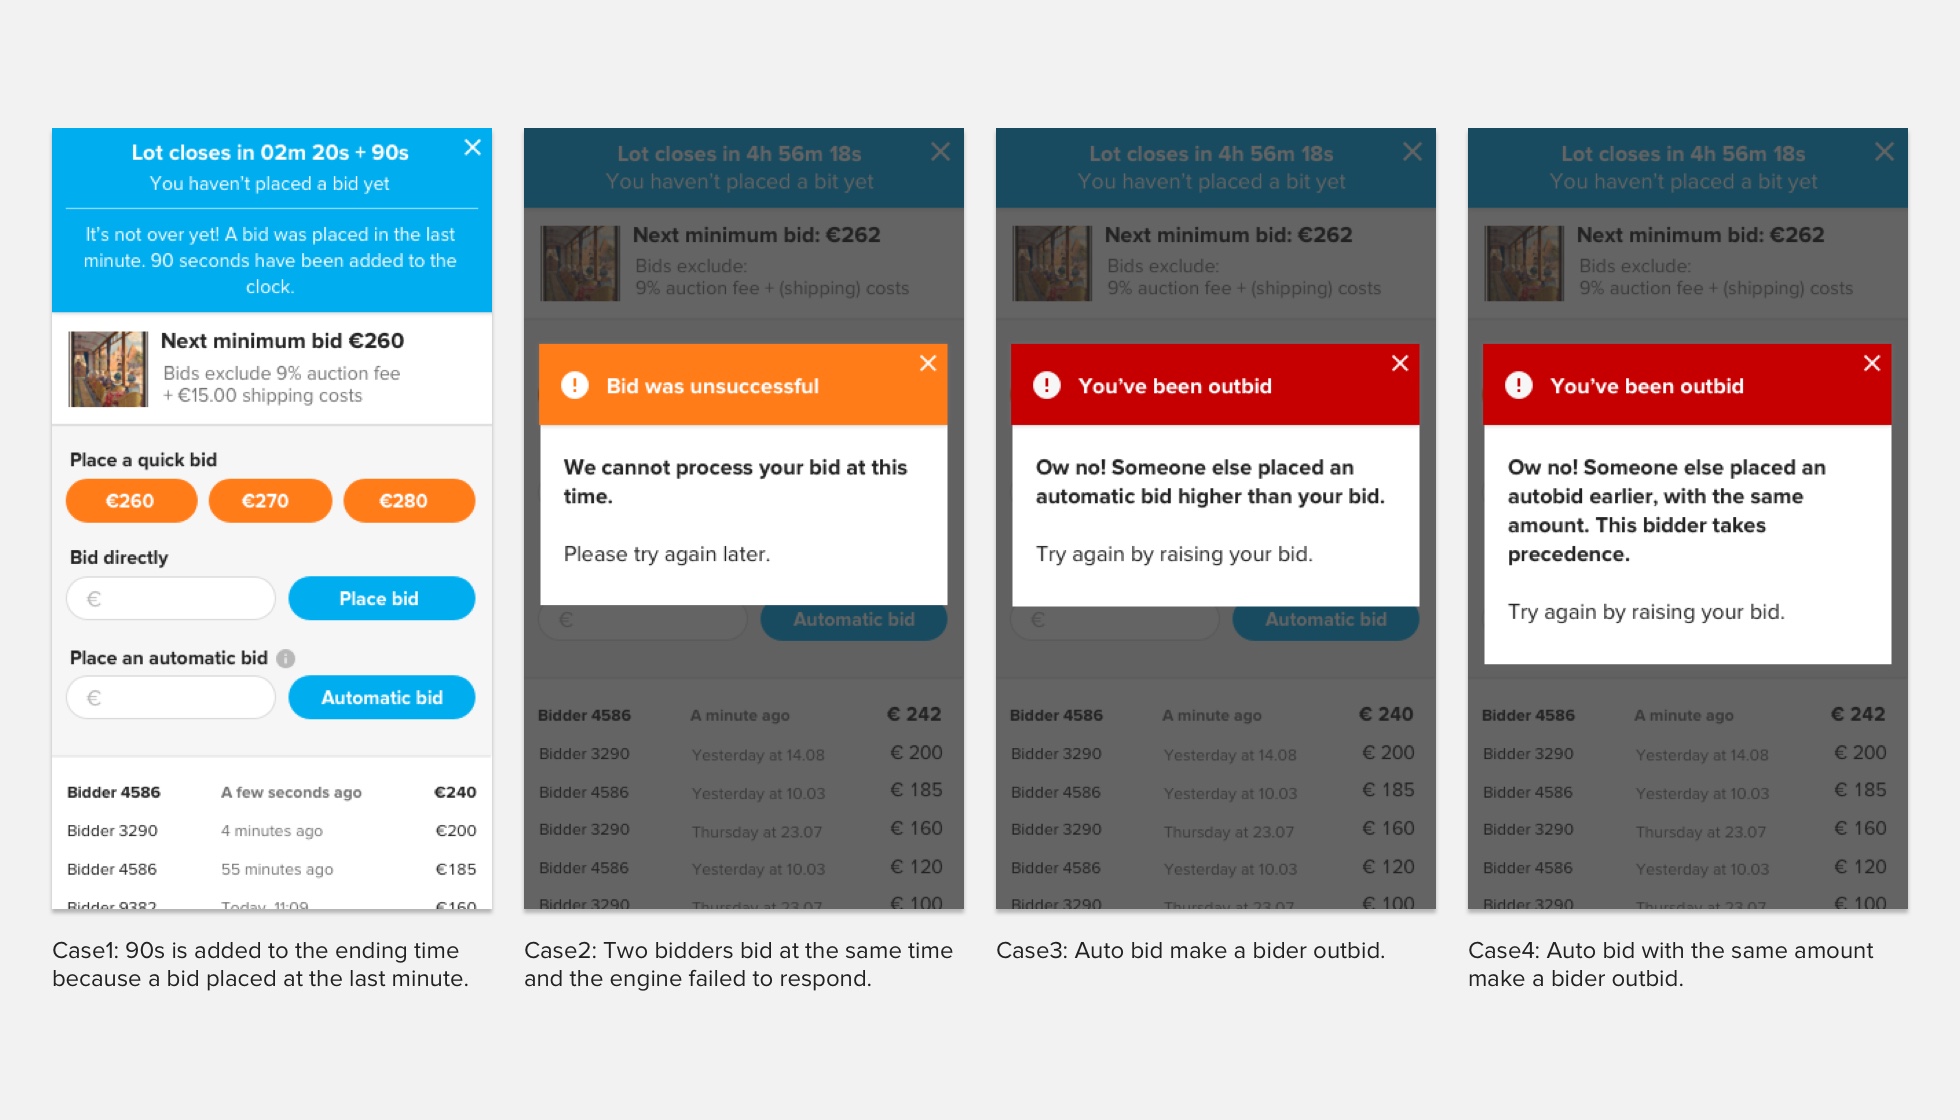 Lot closes in 02m 20s + 90s
You haven't placed a bid yet
It's not over yet! A bid was placed in the last
minute. 90 seconds have been added to the
clock.
Next minimum bid €260
Bids exclude 9% auction fee
+ €15.00 shipping costs
Place a quick bid
€260 €270 €280
Bid directly
€ Place bid
Place an automatic bid
€ Automatic bid
Bidder 4586 A few seconds ago €240
Bidder 3290 4 minutes ago €200
Bidder 4586 55 minutes ago €185
Bidder 9382 Today, 11:09 €160
Case1: 90s is added to the ending time
because a bid placed at the last minute.
Lot closes in 4h 56m 18s
You haven't placed a bit yet
Next minimum bid: €262
Bids exclude:
9% auction fee + (shipping) costs
Bid was unsuccessful
We cannot process your bid at this
time.
Please try again later.
€ Automatic bid
Bidder 4586 A minute ago € 242
Bidder 3290 Yesterday at 14.08 € 200
Bidder 4586 Yesterday at 10.03 € 185
Bidder 3290 Thursday at 23.07 € 160
Bidder 4586 Yesterday at 10.03 € 120
Bidder 3290 Thursday at 23.07 € 100
Case2: Two bidders bid at the same time
and the engine failed to respond.
Lot closes in 4h 56m 18s
You haven't placed a bit yet
Next minimum bid: €262
Bids exclude:
9% auction fee + (shipping) costs
You've been outbid
Ow no! Someone else placed an
automatic bid higher than your bid.
Try again by raising your bid.
€ Automatic bid
Bidder 4586 A minute ago € 240
Bidder 3290 Yesterday at 14.08 € 200
Bidder 4586 Yesterday at 10.03 € 185
Bidder 3290 Thursday at 23.07 € 160
Bidder 4586 Yesterday at 10.03 € 120
Bidder 3290 Thursday at 23.07 € 100
Case3: Auto bid make a bider outbid.
Lot closes in 4h 56m 18s
You haven't placed a bit yet
Next minimum bid: €262
Bids exclude:
9% auction fee + (shipping) costs
You've been outbid
Ow no! Someone else placed an
autobid earlier, with the same
amount. This bidder takes
precedence.
Try again by raising your bid.
Bidder 4586 A minute ago € 242
Bidder 3290 Yesterday at 14.08 € 200
Bidder 4586 Yesterday at 10.03 € 185
Bidder 3290 Thursday at 23.07 € 160
Bidder 4586 Yesterday at 10.03 € 120
Bidder 3290 Thursday at 23.07 € 100
Case4: Auto bid with the same amount
make a bider outbid.